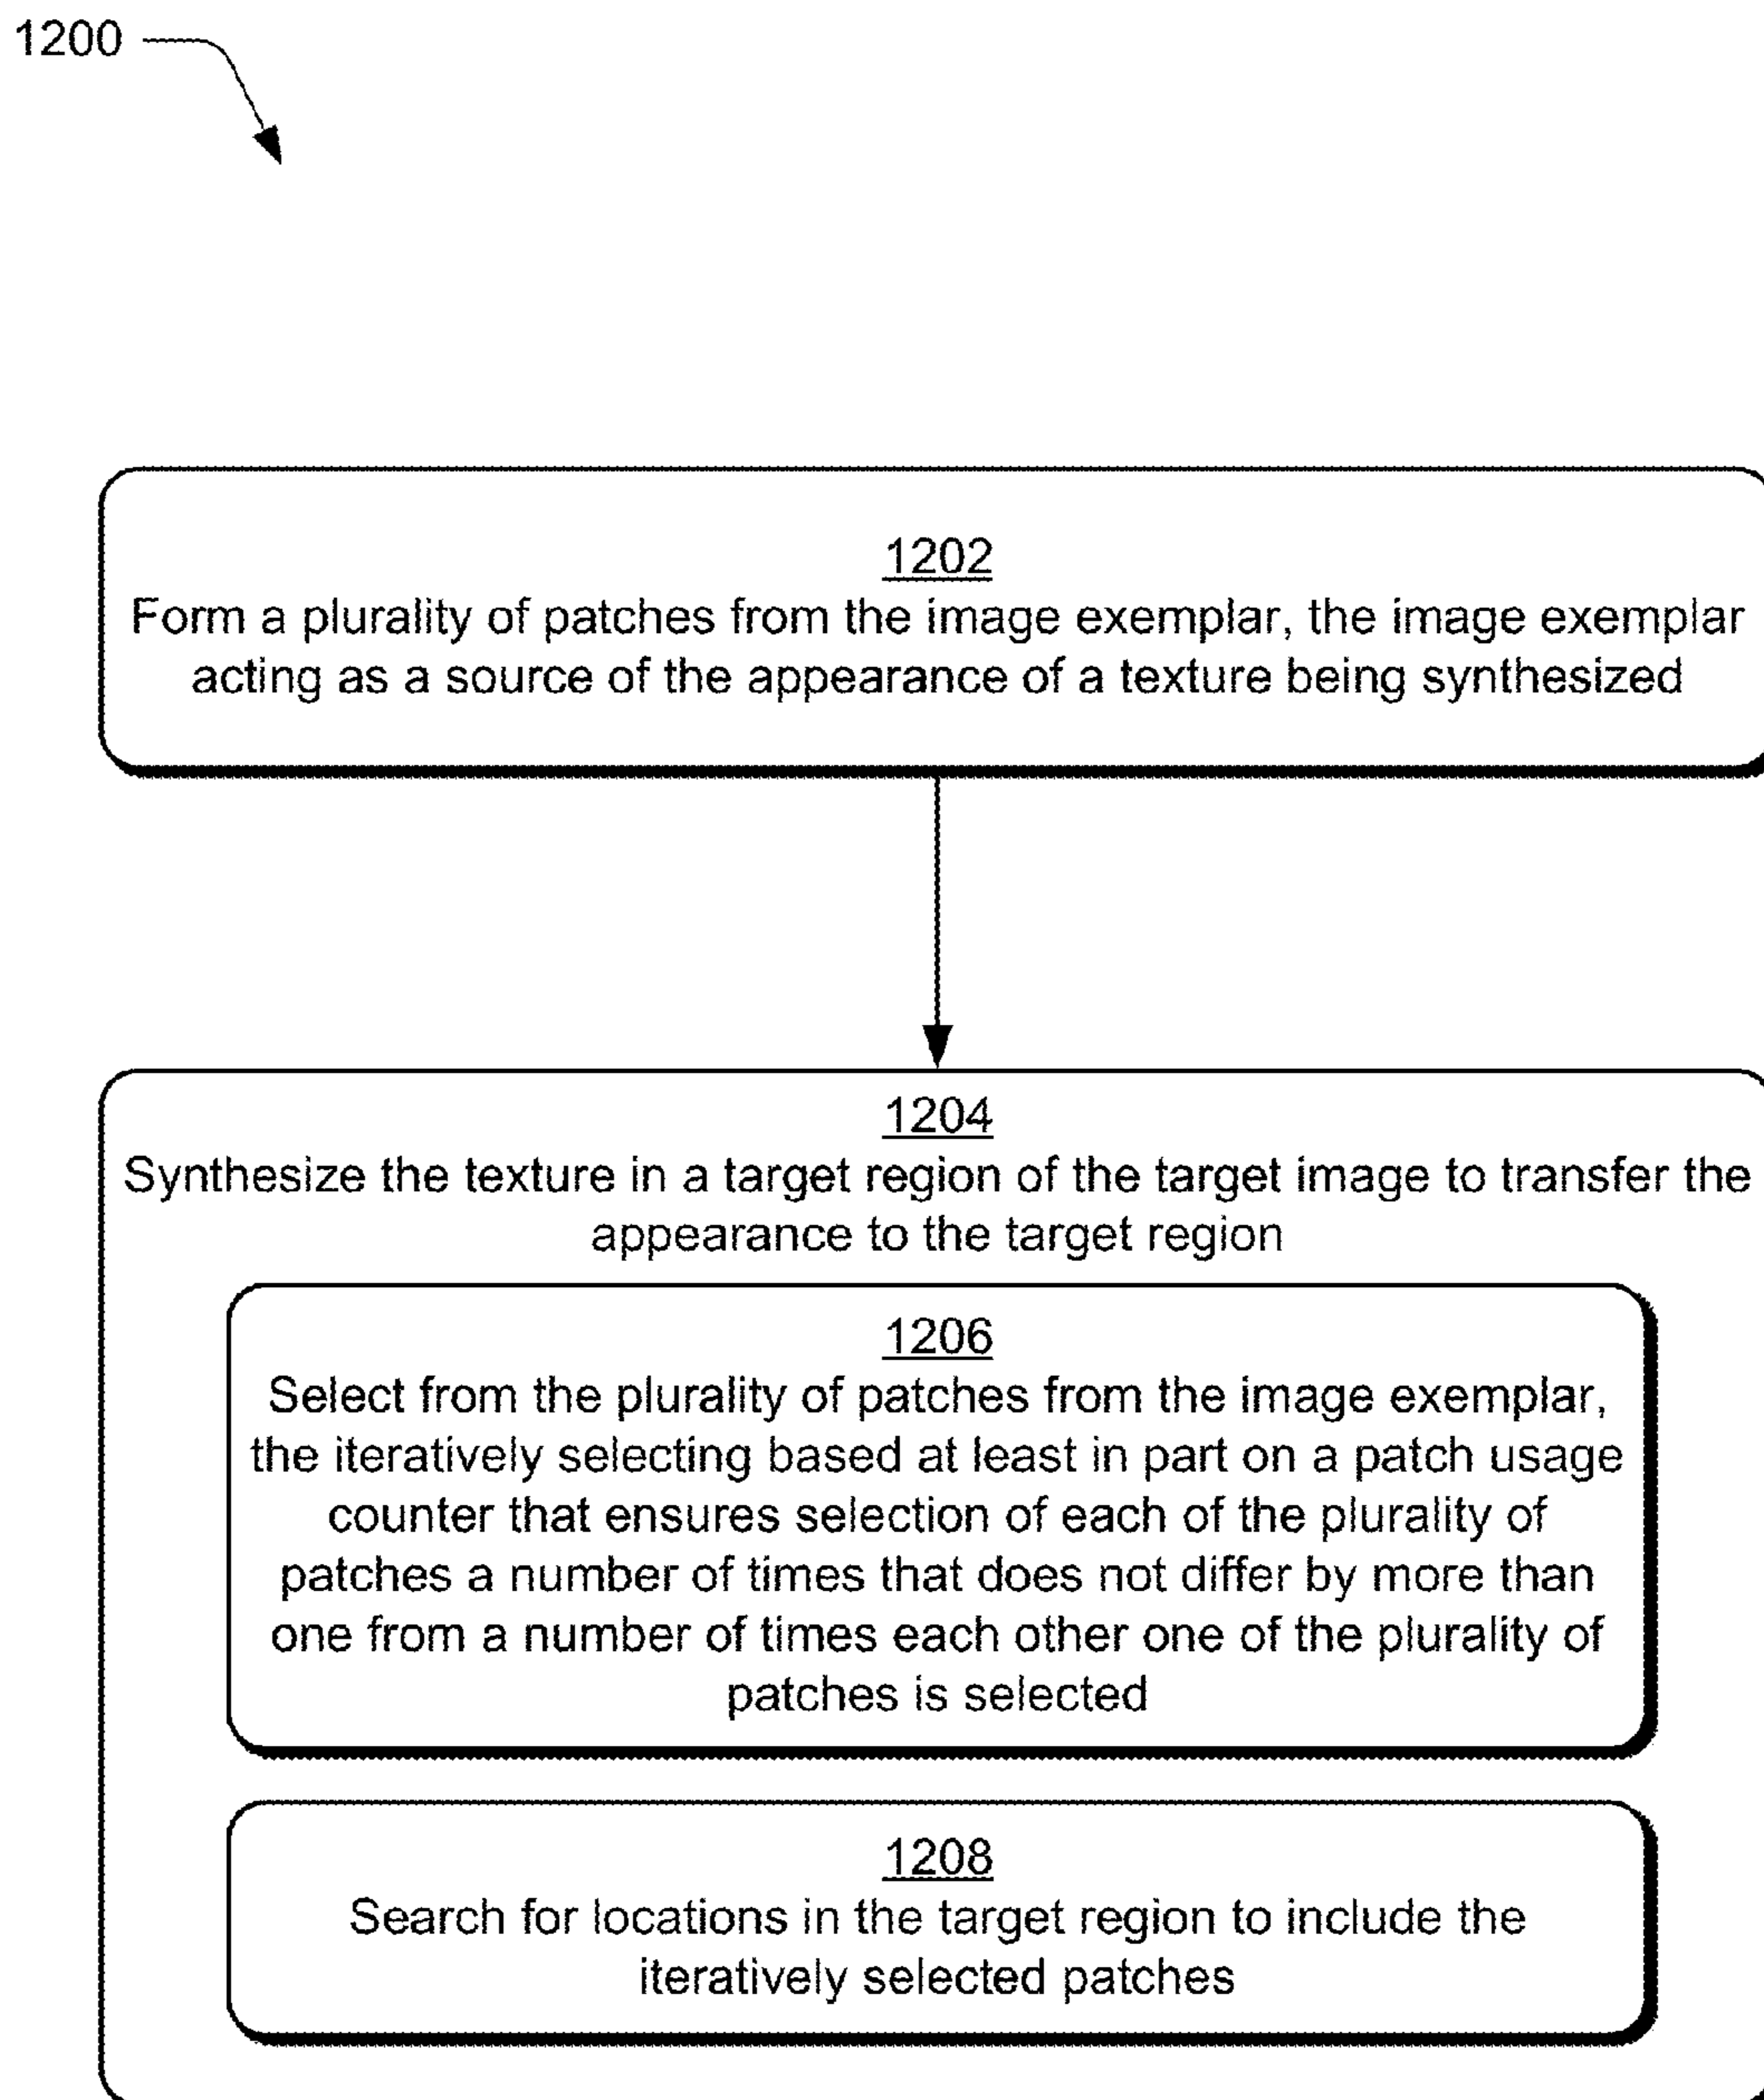 1200
1202
Form a plurality of patches from the image exemplar, the image exemplar
acting as a source of the appearance of a texture being synthesized
1204
Synthesize the texture in a target region of the target image to transfer the
appearance to the target region
1206
Select from the plurality of patches from the image exemplar,
the iteratively selecting based at least in part on a patch usage
counter that ensures selection of each of the plurality of
patches a number of times that does not differ by more than
one from a number of times each other one of the plurality of
patches is selected
1208
Search for locations in the target region to include the
iteratively selected patches